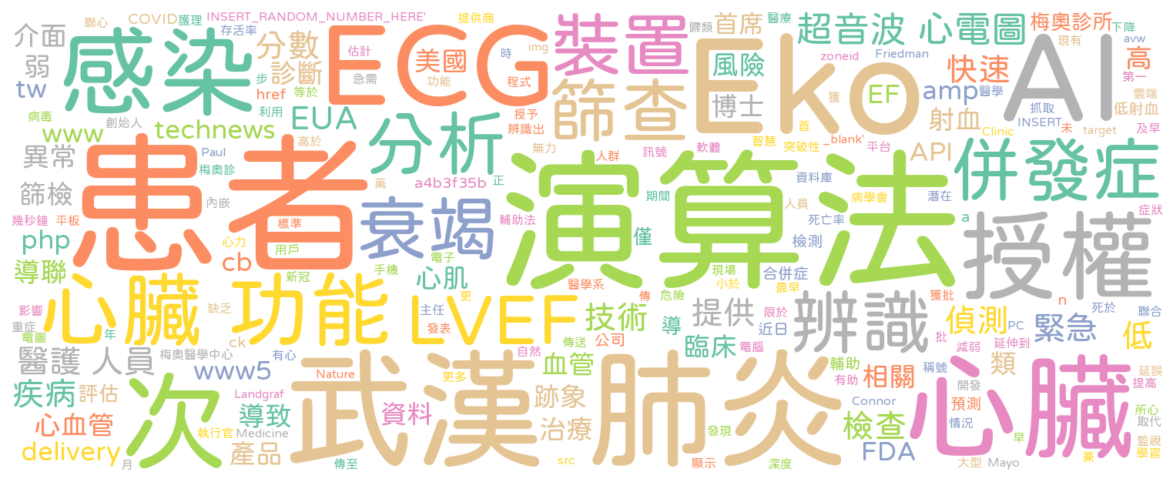 聯心 COVID 護理 INSERT_RANDOM_NUMBER_HERE' 提供商 歸類 醫療 梅奧診所 下降
介面 存活率 分數 估計 美國 時 img 裝置 首席 超音波 心電圖 現有 avw
感染 ECG Eko AI
弱 tw 診斷 步 急需 功能 程式 風險 zoneid Friedman 快速 高 第一
href 等於 篩查 博士 EF amp 醫學 抓取 雲端
病毒 創始人 利用 EUA 授予 獲 射血 INSERT 未 低射血
www technews 辨識出 首 _blank' Clinic target 及早
異常 Paul 高於 分析 無力 人群 訊號 軟體 智慧 突破性 平台 API 併發症
梅奧診 萬 正 資料庫
篩檢 患者 a4b3f35b 演算法 病學會 人員 潛在 a 症狀
幾秒鐘 平板 內嵌 標準 衰竭 輔助法 期間 死亡率 授權
php 心力 用戶 僅 檢測
導聯 cb 新冠 手機 電子 心肌 醫學系 現場 小於 合併症 最早 獲批 n
心臟 功能 LVEF 危險 辨識 偵測
影響 缺乏 主任 更 傳 導 提供 限於 近日 死於 聯合
重症 電圖 年 ck 發表 技術 公司 批 PC 緊急 低
醫護 人員 梅奧醫學中心 有心 傳送 臨床 電腦 減弱 延伸到
疾病 評估 www5 Nature 自然 血管 輔助 稱號 類 延誤
次 武漢 肺炎 心臟
心血管 導致 Landgraf 更多 資料 跡象 有助 相關 開發 預測 提高
執行官 Medicine 治療 發現 檢查 Connor 情況 早 所心 取代
delivery 月 產品 傳至 src 顯示 深度 FDA 大型 Mayo 兼 監視 學習